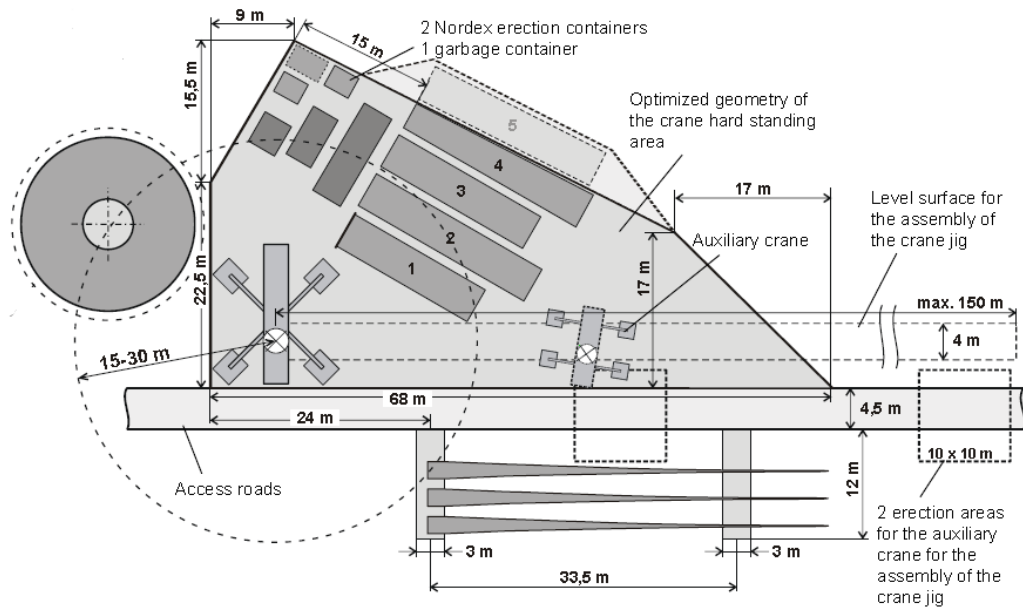 9 m
2 Nordex erection containers
1 garbage container
15 m
15,5 m
Optimized geometry of
the crane hard standing
area
5
4
3
2
1
17 m
Level surface for
the assembly of
the crane jig
Auxiliary crane
22,5 m
17 m
max. 150 m
4 m
15-30 m
68 m
24 m
4,5 m
10 x 10 m
Access roads
12 m
2 erection areas
for the auxiliary
crane for the
assembly of the
crane jig
3 m
3 m
33,5 m